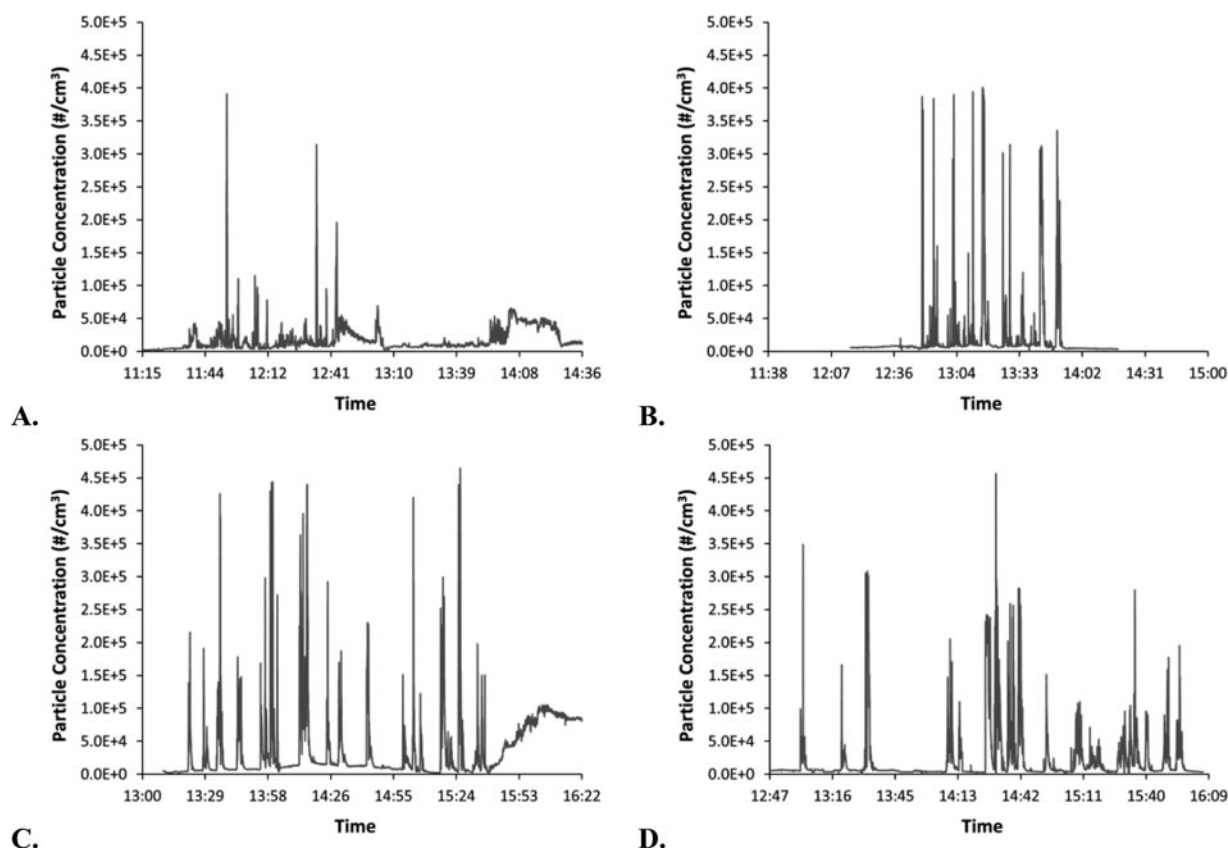 5.0E+5
4.5E+5
4.0E+5
3.5E+5
3.0E+5
2.5E+5
2.0E+5
1.5E+5
1.0E+5
5.0E+4
0.0E+0
Particle Concentration (#/cm³)
11:15 11:44 12:12 12:41 13:10 13:39 14:08 14:36
Time
A.
5.0E+5
4.5E+5
4.0E+5
3.5E+5
3.0E+5
2.5E+5
2.0E+5
1.5E+5
1.0E+5
5.0E+4
0.0E+0
Particle Concentration (#/cm³)
11:38 12:07 12:36 13:04 13:33 14:02 14:31 15:00
Time
B.
5.0E+5
4.5E+5
4.0E+5
3.5E+5
3.0E+5
2.5E+5
2.0E+5
1.5E+5
1.0E+5
5.0E+4
0.0E+0
Particle Concentration (#/cm³)
13:00 13:29 13:58 14:26 14:55 15:24 15:53 16:22
Time
C.
5.0E+5
4.5E+5
4.0E+5
3.5E+5
3.0E+5
2.5E+5
2.0E+5
1.5E+5
1.0E+5
5.0E+4
0.0E+0
Particle Concentration (#/cm³)
12:47 13:16 13:45 14:13 14:42 15:11 15:40 16:09
Time
D.